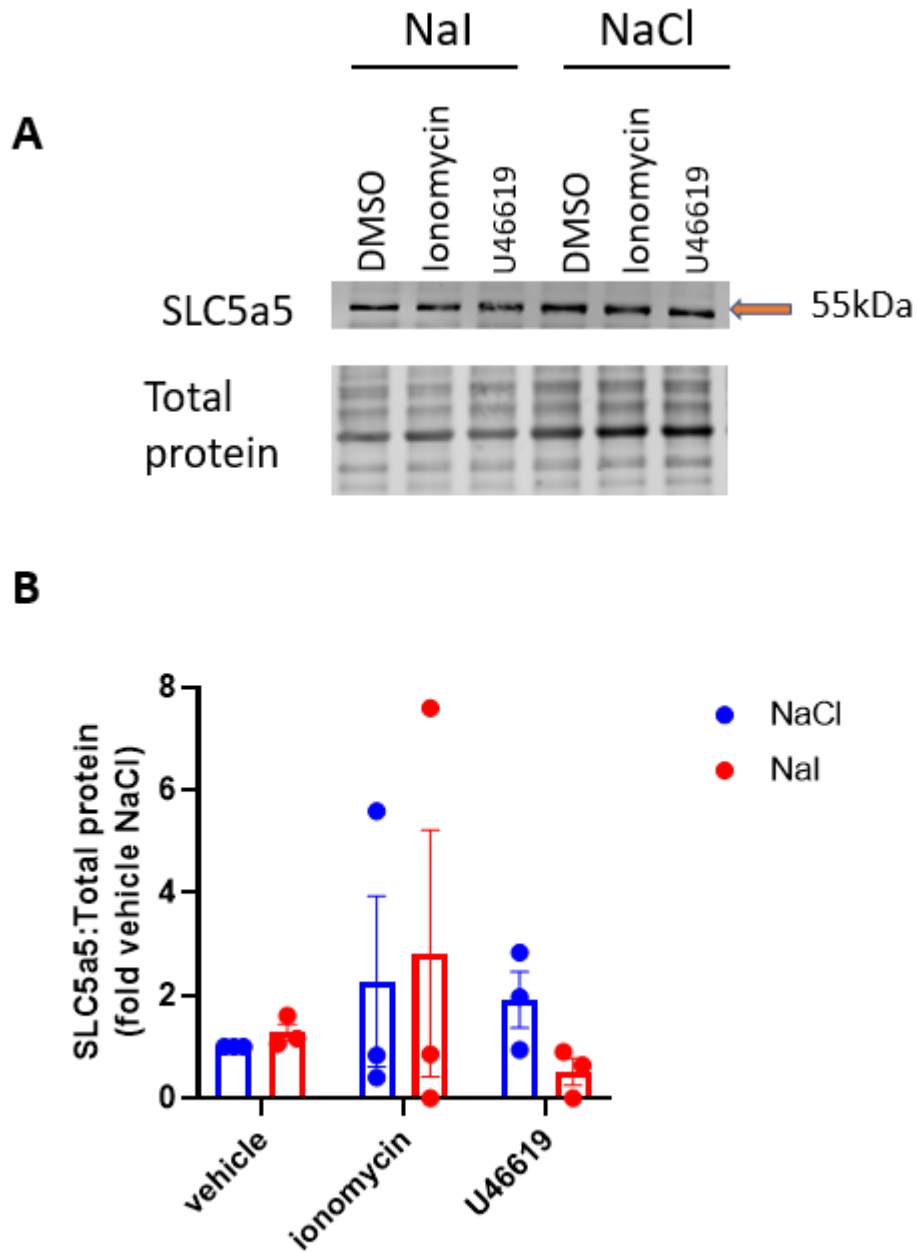 NaI NaCl
A
DMSO Ionomycin U46619 DMSO Ionomycin U46619
SLC5a5 55kDa
Total
protein
B
SLC5a5:Total protein
(fold vehicle NaCl)
8
6
4
2
0
vehicle ionomycin U46619
NaCl
NaI